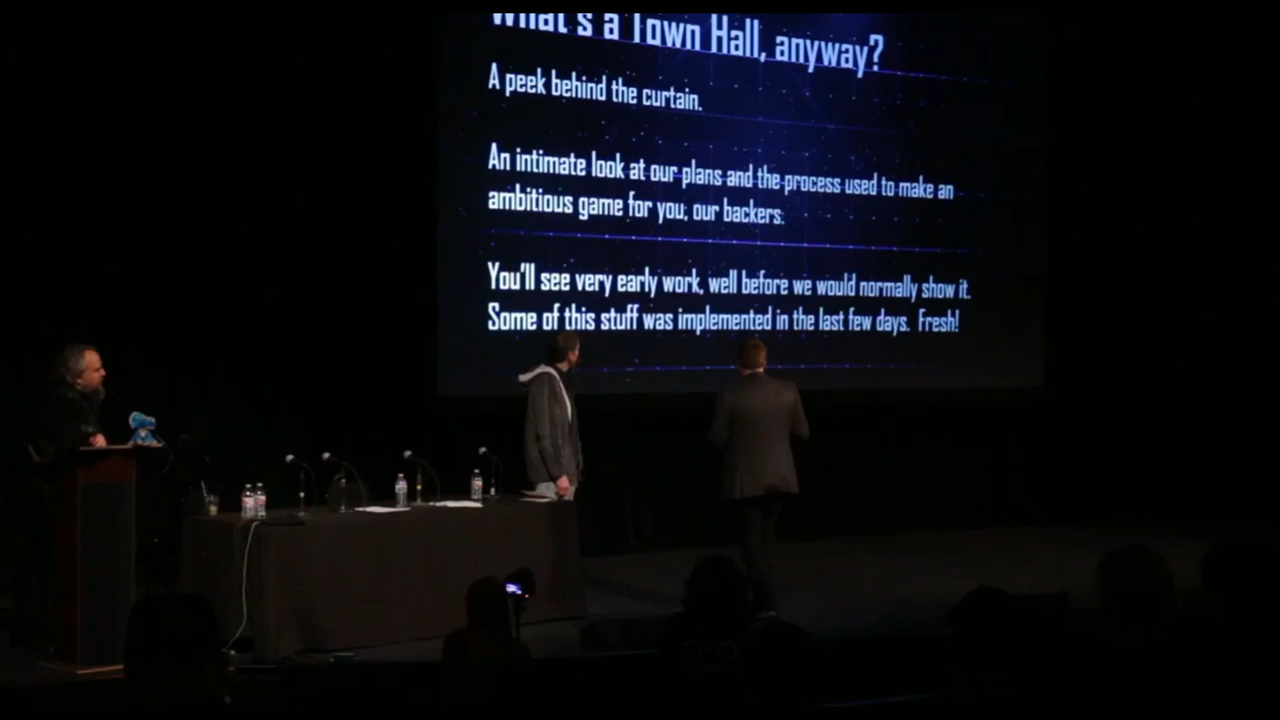 What's a Town Hall, anyway?
A peek behind the curtain.
An intimate look at our plans and the process used to make an
ambitious game for you, our backers.
You'll see very early work, well before we would normally show it.
Some of this stuff was implemented in the last few days.  Fresh!